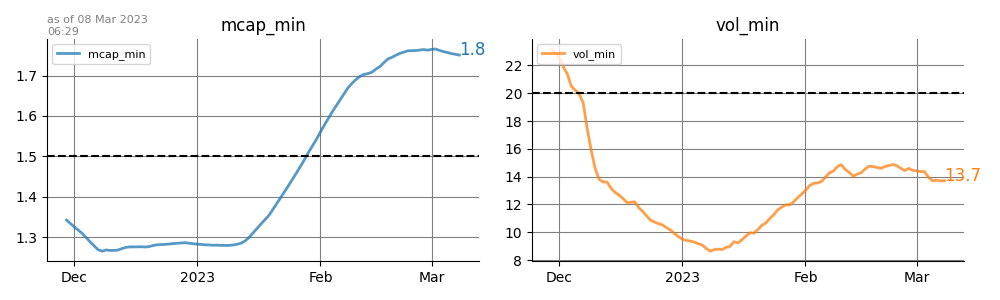 as of 08 Mar 2023
06:29
mcap_min
mcap_min
1.8
1.7
1.6
1.5
1.4
1.3
Dec 2023 Feb Mar
vol_min
vol_min
22
20
18
16
14
13.7
12
10
8
Dec 2023 Feb Mar